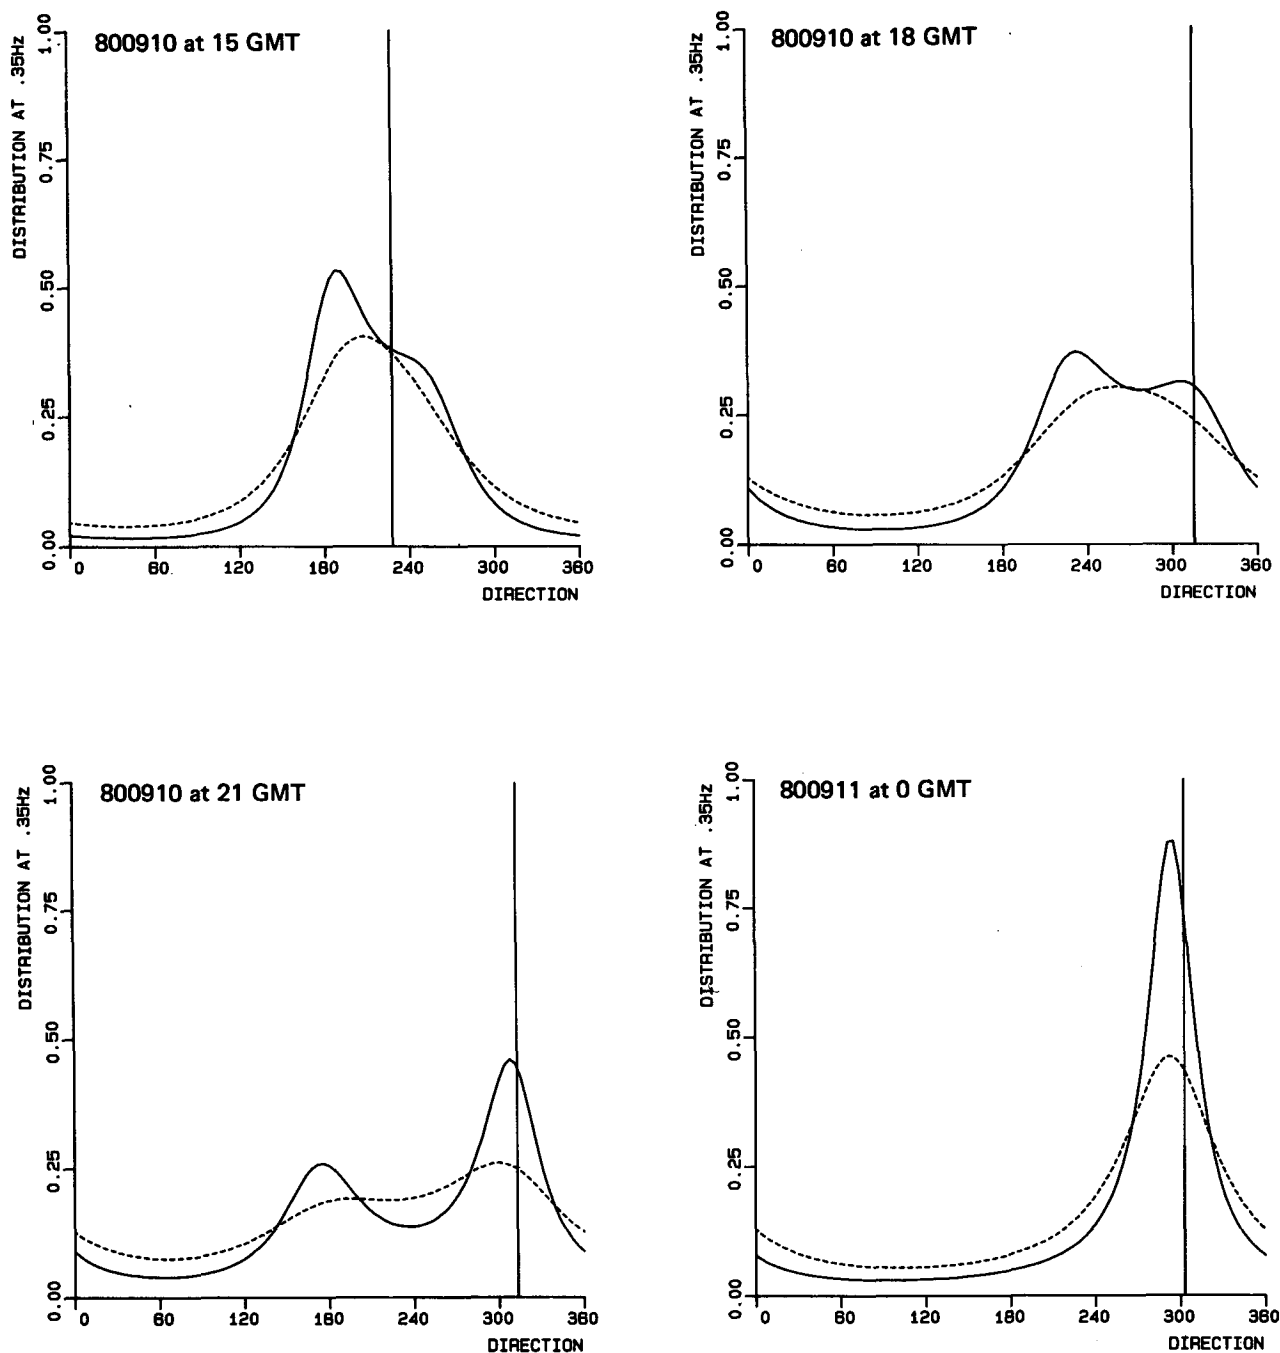 800910 at 15 GMT
DISTRIBUTION AT .35Hz
1.00
0.75
0.50
0.25
0.00
0 60 120 180 240 300 360
DIRECTION
800910 at 18 GMT
DISTRIBUTION AT .35Hz
1.00
0.75
0.50
0.25
0.00
0 60 120 180 240 300 360
DIRECTION
800910 at 21 GMT
DISTRIBUTION AT .35Hz
1.00
0.75
0.50
0.25
0.00
0 60 120 180 240 300 360
DIRECTION
800911 at 0 GMT
DISTRIBUTION AT .35Hz
1.00
0.75
0.50
0.25
0.00
0 60 120 180 240 300 360
DIRECTION